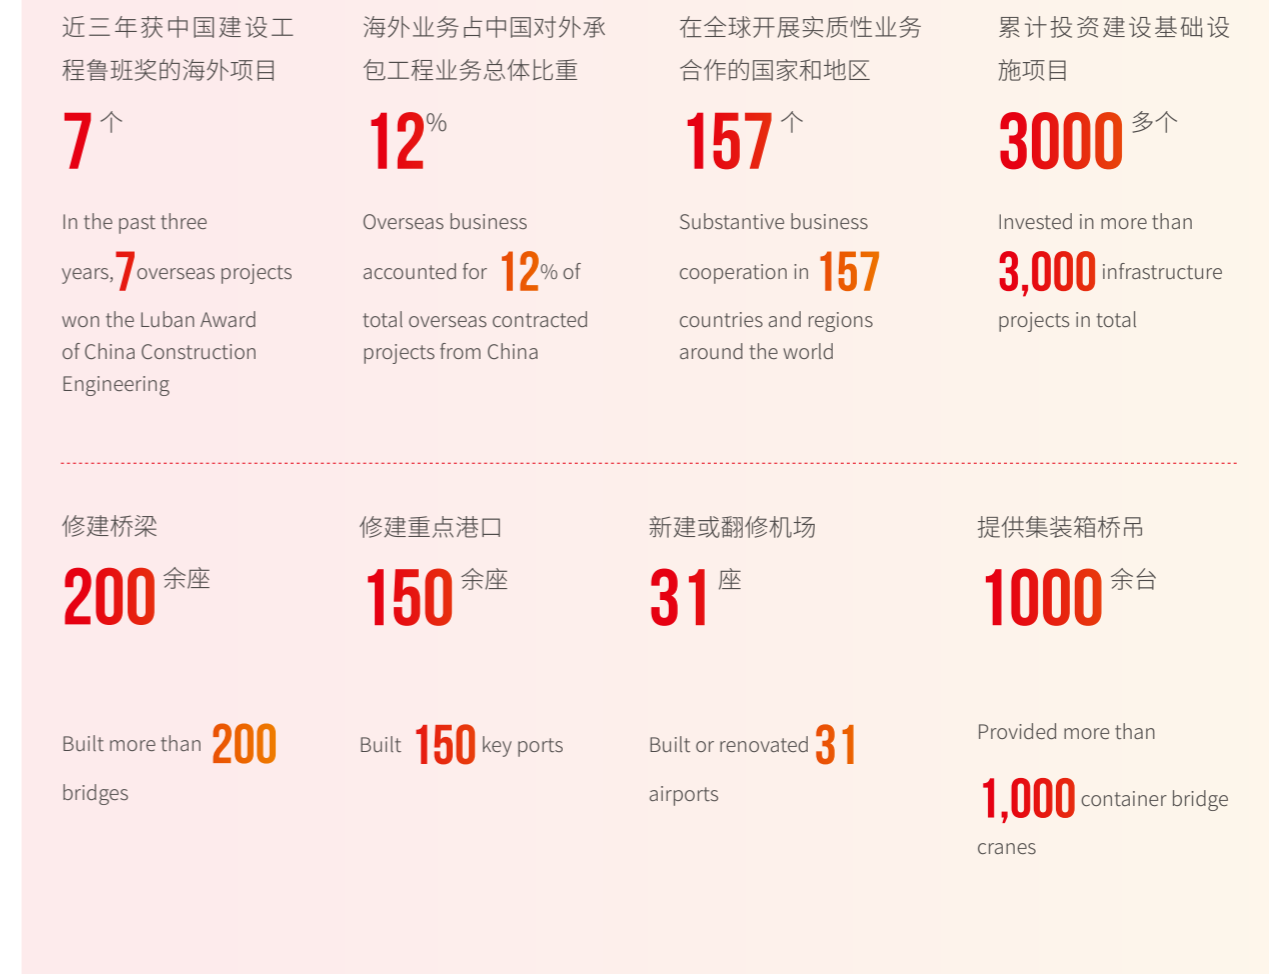 近三年获中国建设工
程鲁班奖的海外项目
7个
In the past three
years,7overseas projects
won the Luban Award
of China Construction
Engineering
海外业务占中国对外承
包工程业务总体比重
12%
Overseas business
accounted for 12% of
total overseas contracted
projects from China
在全球开展实质性业务
合作的国家和地区
157个
Substantive business
cooperation in 157
countries and regions
around the world
累计投资建设基础设
施项目
3000多个
Invested in more than
3,000 infrastructure
projects in total
修建桥梁
200余座
Built more than 200
bridges
修建重点港口
150余座
Built 150 key ports
新建或翻修机场
31座
Built or renovated 31
airports
提供集装箱桥吊
1000余台
Provided more than
1,000 container bridge
cranes